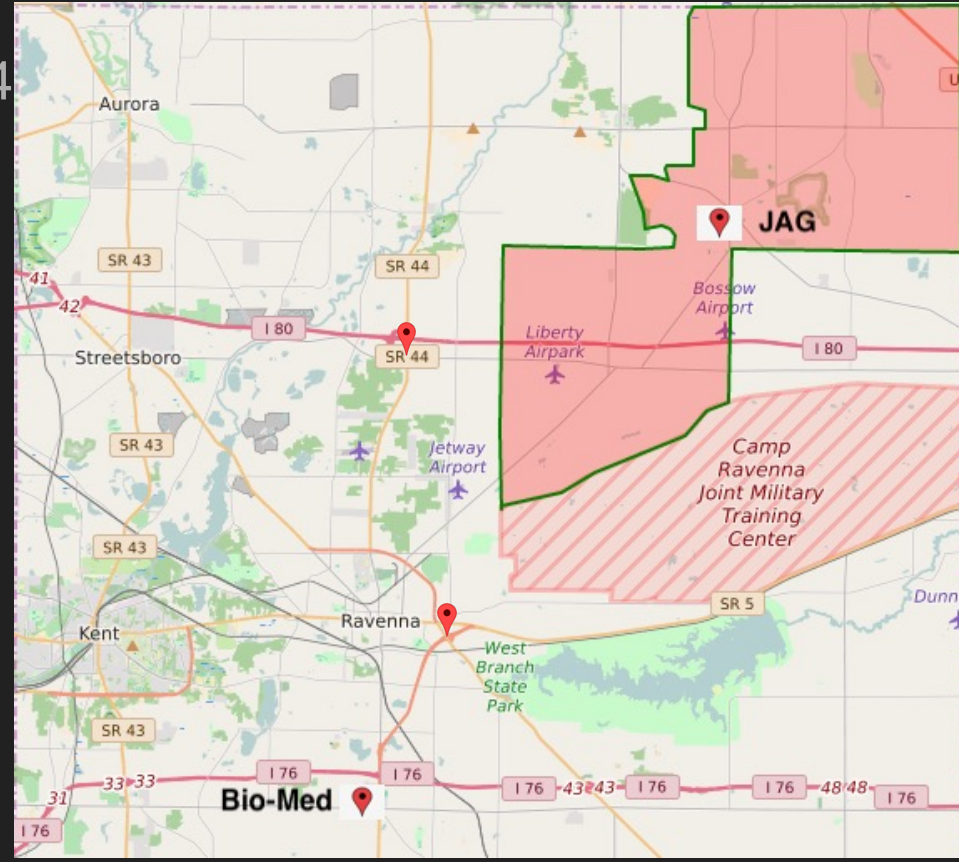 4
U
Aurora
JAG
SR 43
SR 44
41
Bossow
Airport
42
I 80
Liberty
Airpark
SR 44
I 80
Streetsboro
SR 43
Jetway
Airport
Camp
Ravenna
Joint Military
Training
Center
SR 43
SR 5
Dunn
Ravenna
Kent
West
Branch
State
Park
SR 43
33 33
I 76
I 76
I 76
43
43
I 76
I 76
48 48
I 76
31
Bio-Med
I 76